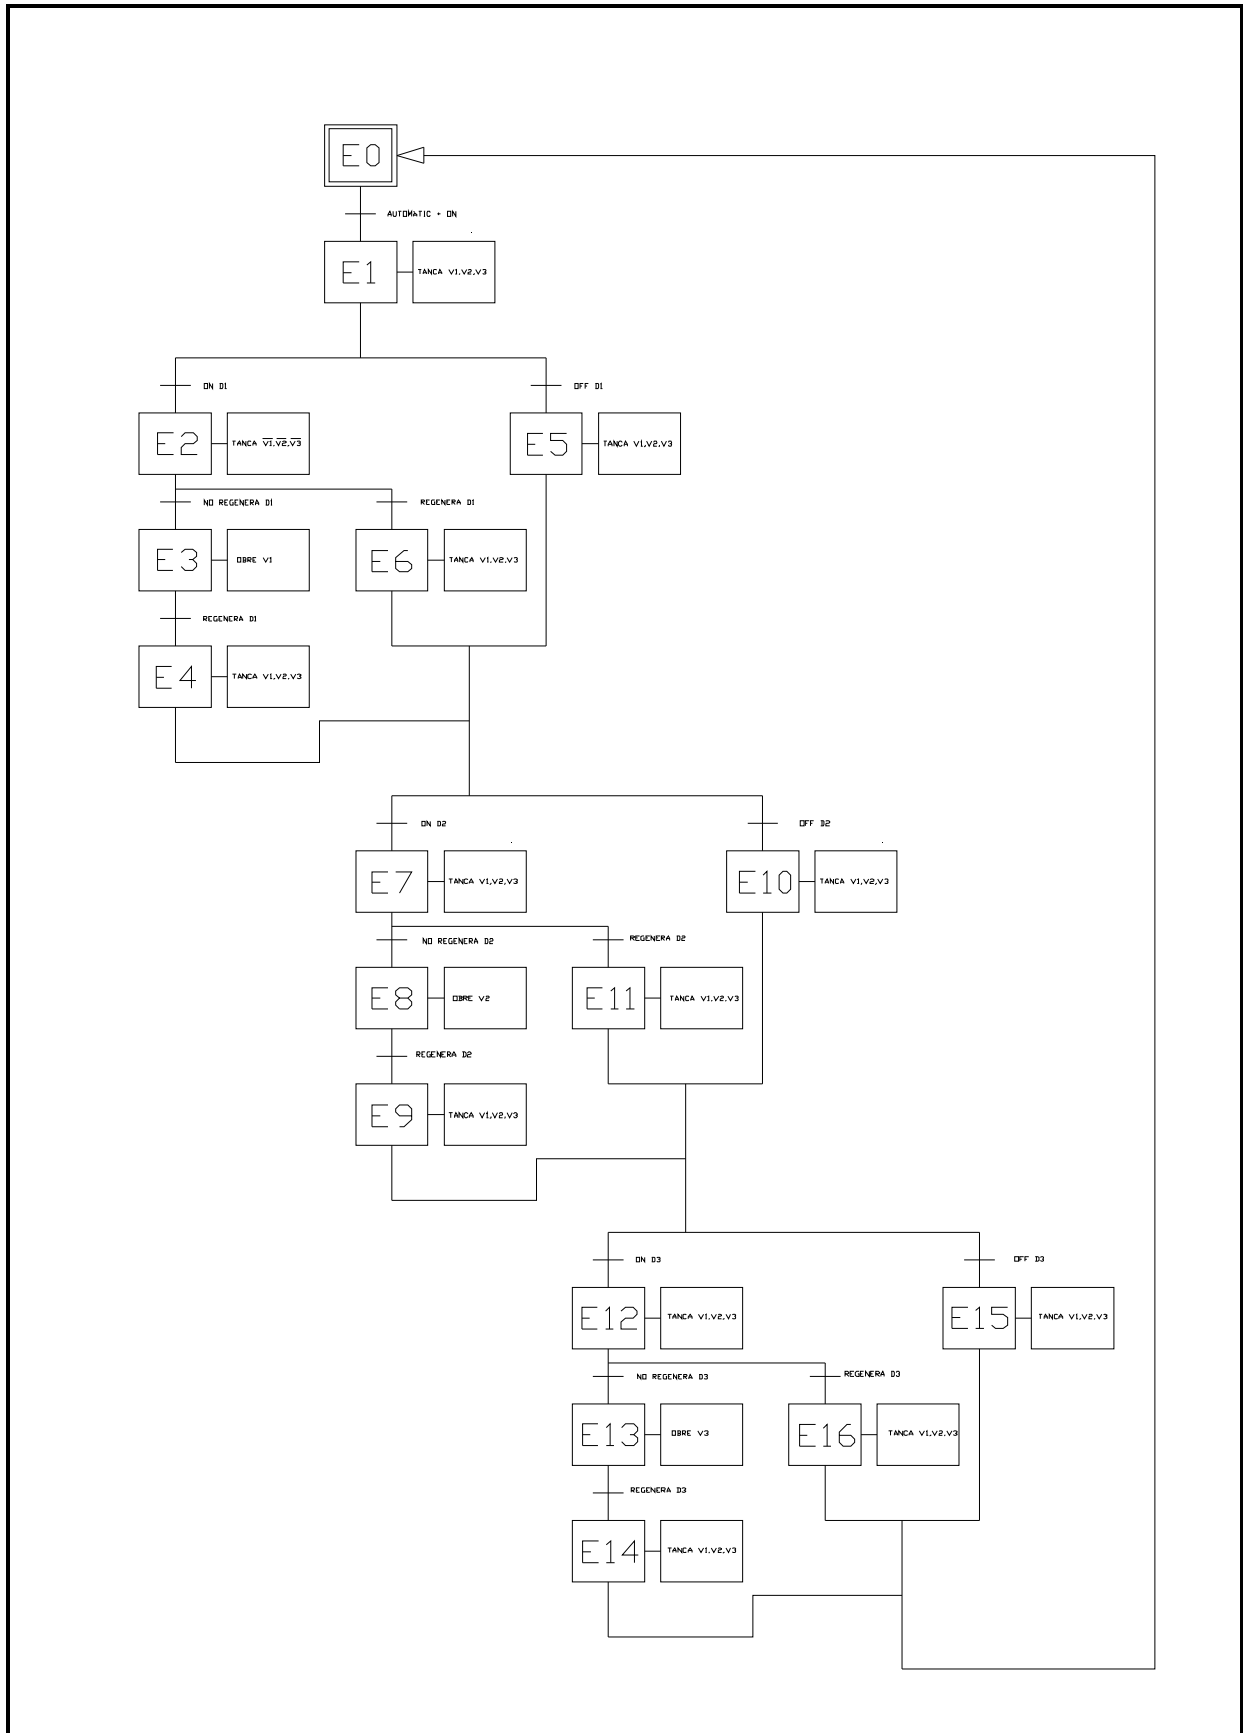 E0
AUTOMATIC + ON
E1
TANCA V1,V2,V3
ON D1
OFF D1
E2
TANCA V̅1̅,V̅2̅,V̅3̅
E5
TANCA V1,V2,V3
NO REGENERA D1
REGENERA D1
E3
OBRE V1
E6
TANCA V1,V2,V3
REGENERA D1
E4
TANCA V1,V2,V3
ON D2
OFF D2
E7
TANCA V1,V2,V3
E10
TANCA V1,V2,V3
NO REGENERA D2
REGENERA D2
E8
OBRE V2
E11
TANCA V1,V2,V3
REGENERA D2
E9
TANCA V1,V2,V3
ON D3
OFF D3
E12
TANCA V1,V2,V3
E15
TANCA V1,V2,V3
NO REGENERA D3
REGENERA D3
E13
OBRE V3
E16
TANCA V1,V2,V3
REGENERA D3
E14
TANCA V1,V2,V3